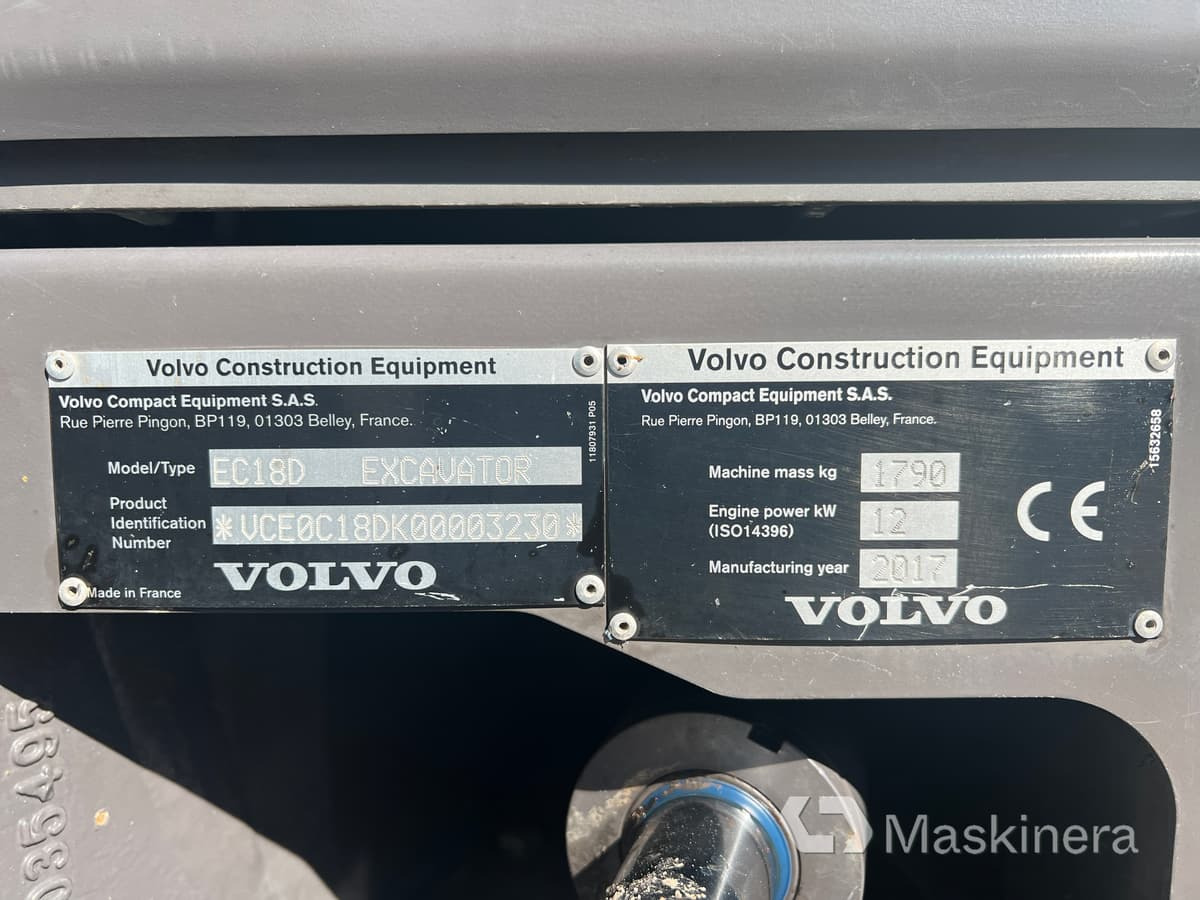 Volvo Construction Equipment
Volvo Compact Equipment S.A.S.
Rue Pierre Pingon, BP119, 01303 Belley, France.
Model/Type EC18D EXCAVATOR
Product Identification Number *VCE0C18DK00003230*
VOLVO
Made in France
11807931 P05
Volvo Construction Equipment
Volvo Compact Equipment S.A.S.
Rue Pierre Pingon, BP119, 01303 Belley, France.
Machine mass kg 1790
Engine power kW (ISO14396) 12
Manufacturing year 2017
CE
VOLVO
15632658
Maskinera